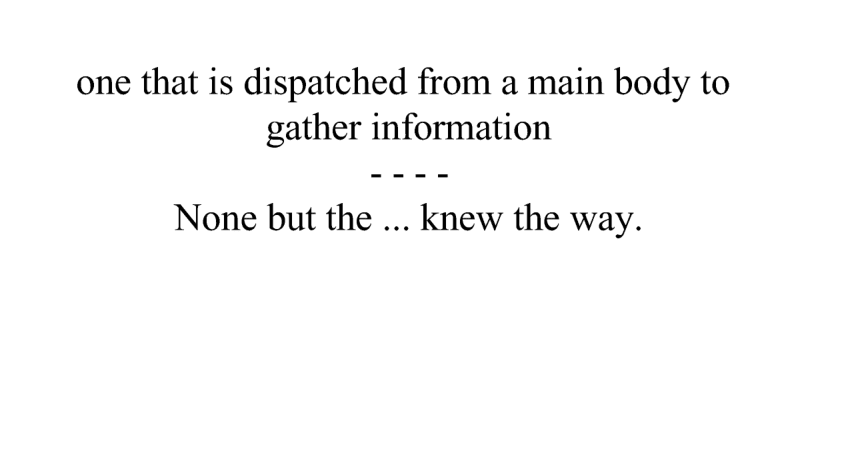 one that is dispatched from a main body to
gather information
- - - -
None but the ... knew the way.